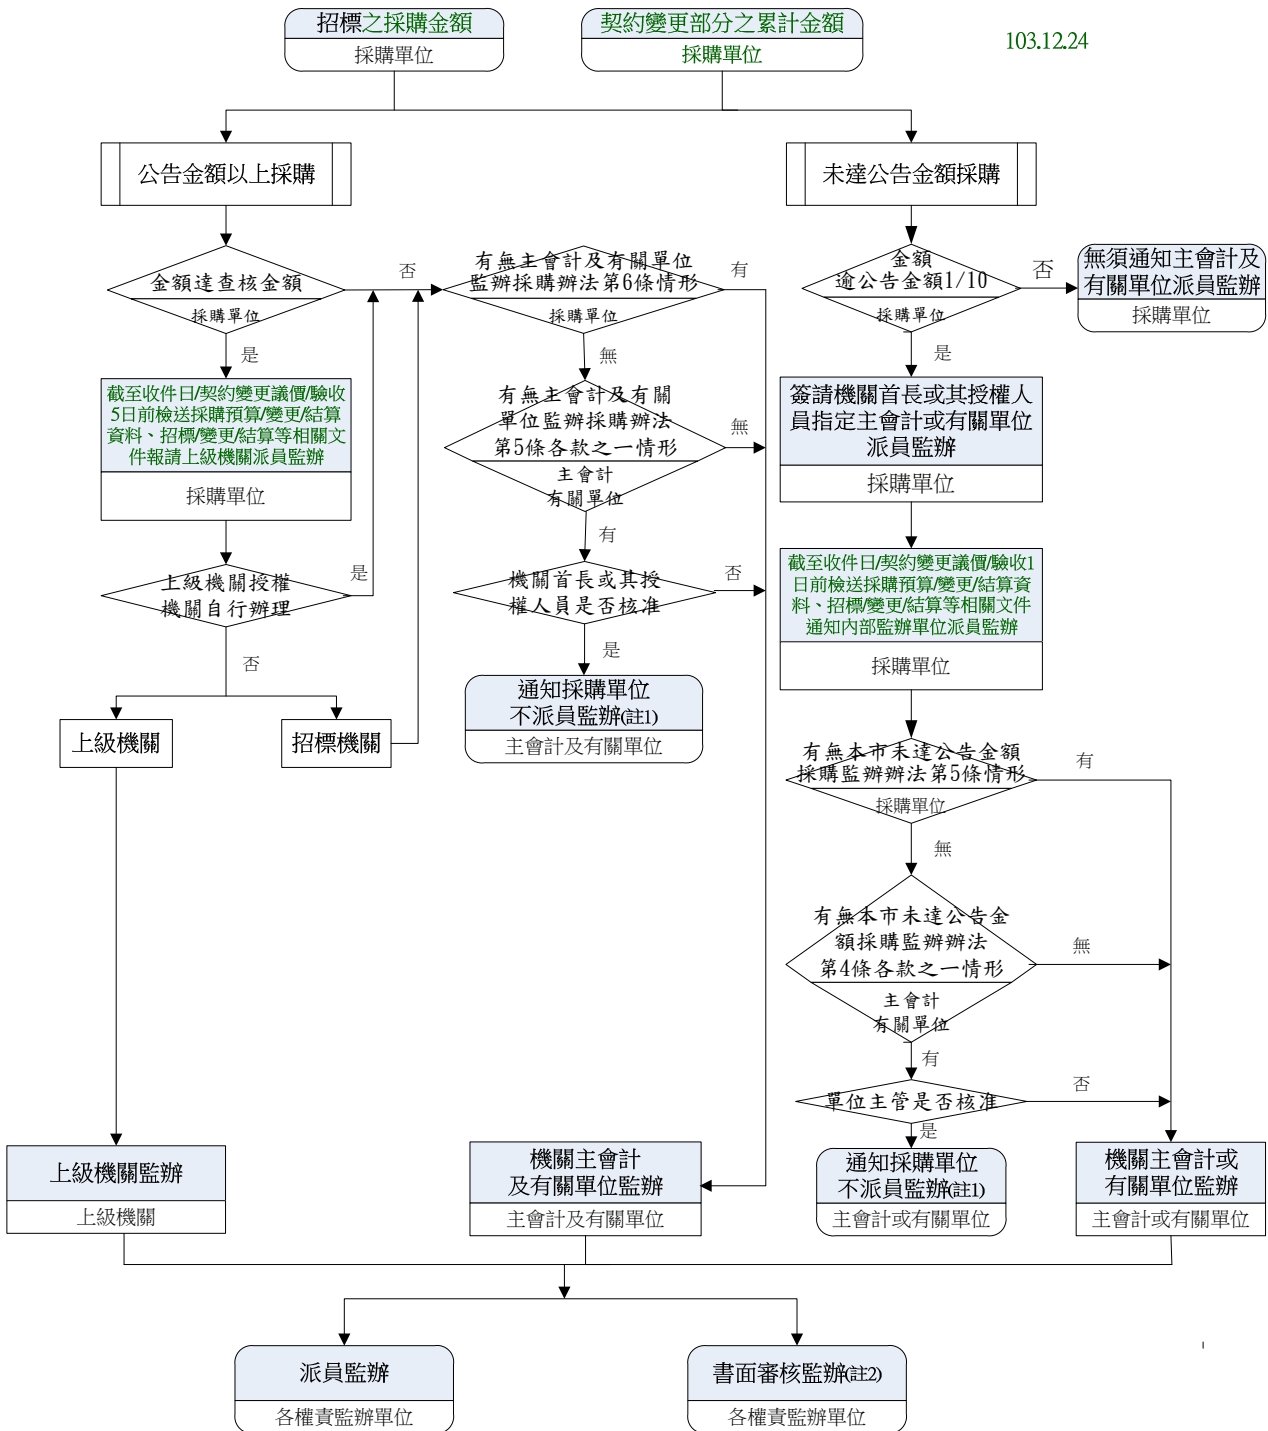 招標之採購金額
採購單位
契約變更部分之累計金額
採購單位
103.12.24
公告金額以上採購
未達公告金額採購
金額達查核金額
採購單位
否
是
有無主會計及有關單位
監辦採購辦法第6條情形
採購單位
有
無
金額
逾公告金額1/10
採購單位
否
是
無須通知主會計及
有關單位派員監辦
採購單位
截至收件日/契約變更議價/驗收
5日前檢送採購預算/變更/結算
資料、招標/變更/結算等相關文
件報請上級機關派員監辦
採購單位
有無主會計及有關
單位監辦採購辦法
第5條各款之一情形
主會計
有關單位
無
有
簽請機關首長或其授權人
員指定主會計或有關單位
派員監辦
採購單位
上級機關授權
機關自行辦理
是
否
機關首長或其授
權人員是否核准
否
是
截至收件日/契約變更議價/驗收1
日前檢送採購預算/變更/結算資
料、招標/變更/結算等相關文件
通知內部監辦單位派員監辦
採購單位
上級機關
招標機關
通知採購單位
不派員監辦(註1)
主會計及有關單位
有無本市未達公告金額
採購監辦辦法第5條情形
採購單位
有
無
有無本市未達公告金
額採購監辦辦法
第4條各款之一情形
主會計
有關單位
無
有
單位主管是否核准
否
是
上級機關監辦
上級機關
機關主會計
及有關單位監辦
主會計及有關單位
通知採購單位
不派員監辦(註1)
主會計或有關單位
機關主會計或
有關單位監辦
主會計或有關單位
派員監辦
各權責監辦單位
書面審核監辦(註2)
各權責監辦單位